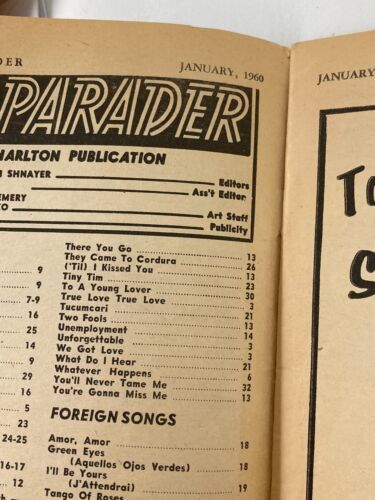 DER JANUARY, 1960
PARADER
HARLTON PUBLICATION
SHNAYER Editors
Ass't Editor
EMERY Art Staff
Publicity
9
9
7-9
16
25
14
9
29
16
5
23
24-25
16-17
12
There You Go 13
They Came To Cordura 26
('Til) I Kissed You 13
Tiny Tim 23
To A Young Lover 30
True Love True Love 3
Tucumcari 21
Two Fools 13
Unemployment
Unforgettable 14
We Got Love 3
What Do I Hear 21
Whatever Happens 6
You'll Never Tame Me 32
You're Gonna Miss Me 13
FOREIGN SONGS
Amor, Amor 18
Green Eyes
(Aquellos Ojos Verdes) 18
I'll Be Yours
(J'Attendrai) 19
Tango Of Roses
JANUARY